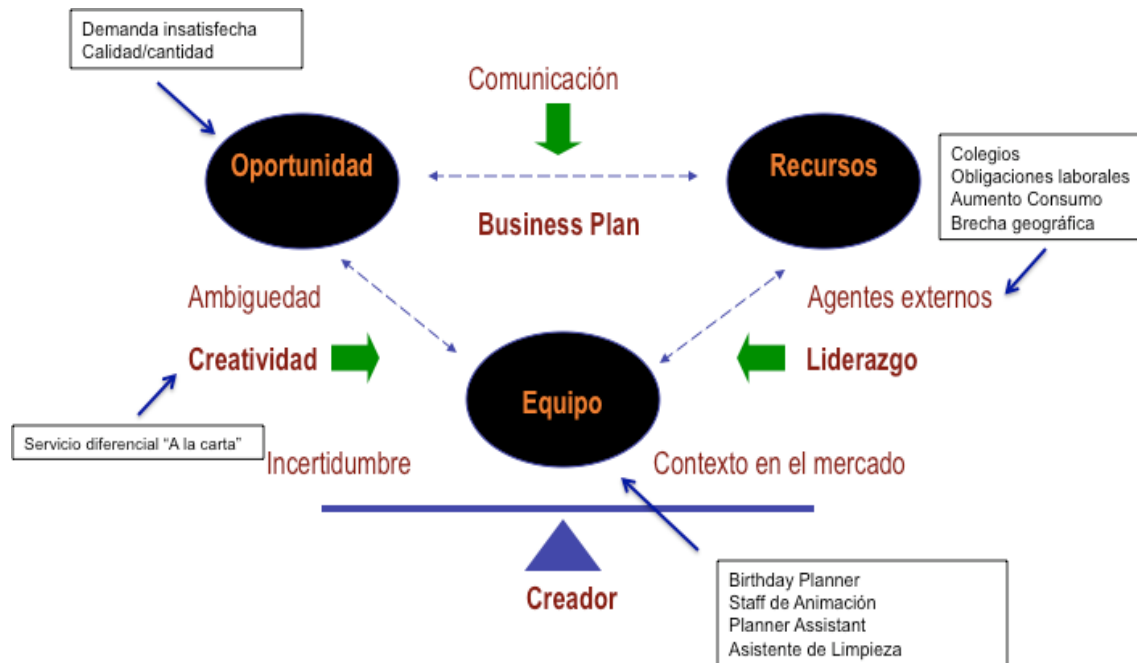 Demanda insatisfecha
Calidad/cantidad
Comunicación
Oportunidad
Recursos
Colegios
Obligaciones laborales
Aumento Consumo
Brecha geográfica
Business Plan
Ambiguedad
Agentes externos
Creatividad
Liderazgo
Equipo
Servicio diferencial “A la carta”
Incertidumbre
Contexto en el mercado
Creador
Birthday Planner
Staff de Animación
Planner Assistant
Asistente de Limpieza